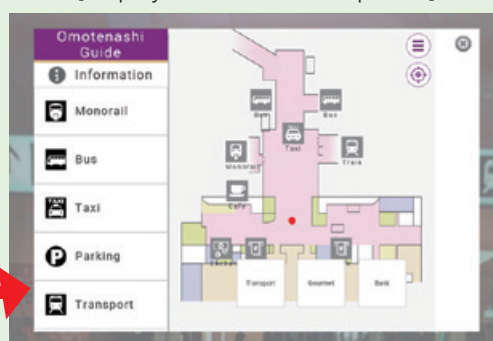 Omotenashi
Guide
Information
Monorail
Bus
Taxi
Parking
Transport
Bus
Bus
Taxi
Monorail
Train
Cafe
Transport
Gourmet
Bank